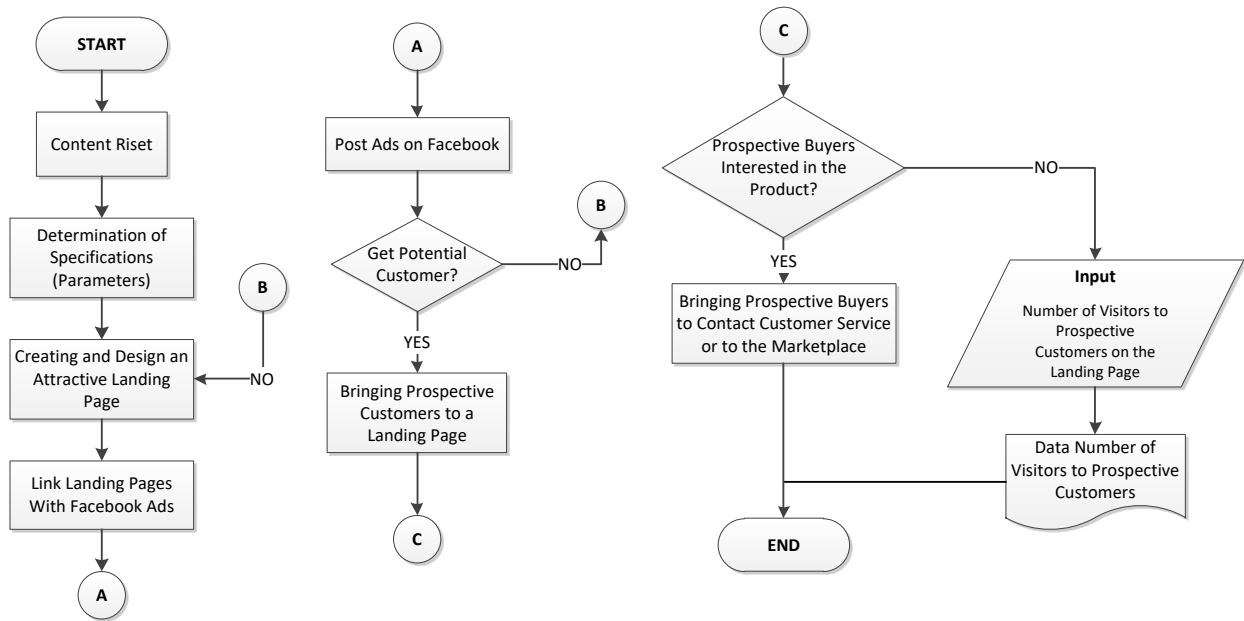 START
Content Riset
Determination of
Specifications
(Parameters)
B
NO
Creating and Design an
Attractive Landing
Page
Link Landing Pages
With Facebook Ads
A
A
Post Ads on Facebook
B
Get Potential
Customer?
NO
YES
Bringing Prospective
Customers to a
Landing Page
C
C
Prospective Buyers
Interested in the
Product?
NO
YES
Bringing Prospective Buyers
to Contact Customer Service
or to the Marketplace
Input
Number of Visitors to
Prospective
Customers on the
Landing Page
Data Number of
Visitors to Prospective
Customers
END